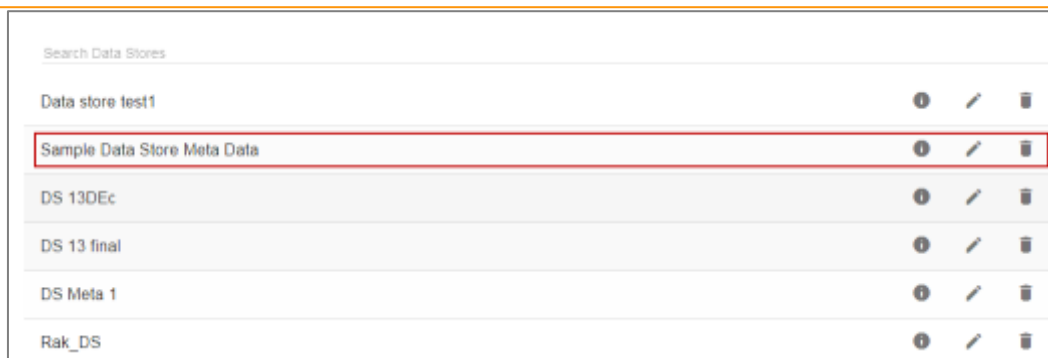 Search Data Stores
Data store test1
Sample Data Store Meta Data
DS 13DEc
DS 13 final
DS Meta 1
Rak_DS